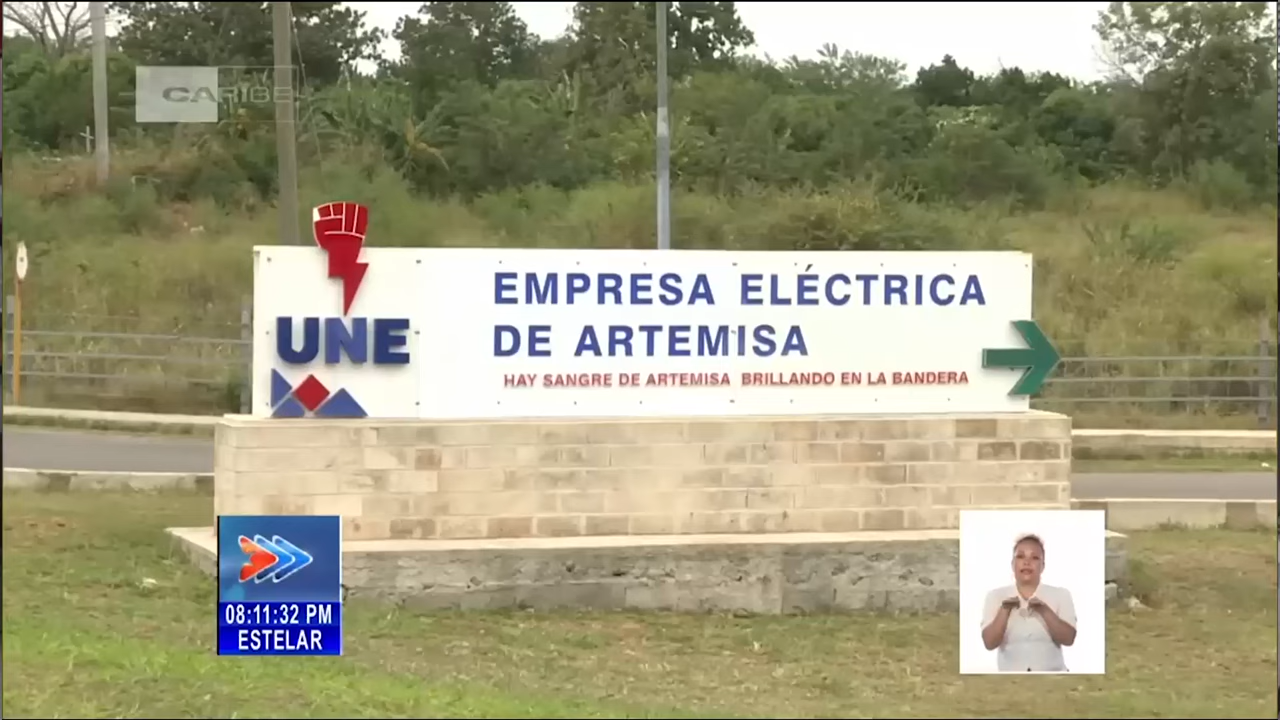 CARIBE
UNE
EMPRESA ELÉCTRICA
DE ARTEMISA
HAY SANGRE DE ARTEMISA BRILLANDO EN LA BANDERA
08:11:32 PM
ESTELAR